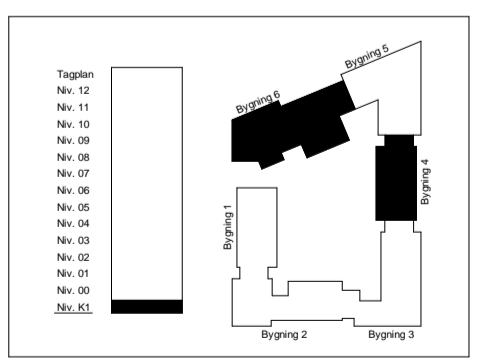 Tagplan
Niv. 12
Niv. 11
Niv. 10
Niv. 09
Niv. 08
Niv. 07
Niv. 06
Niv. 05
Niv. 04
Niv. 03
Niv. 02
Niv. 01
Niv. 00
Niv. K1
Bygning 5
Bygning 6
Bygning 4
Bygning 1
Bygning 2
Bygning 3